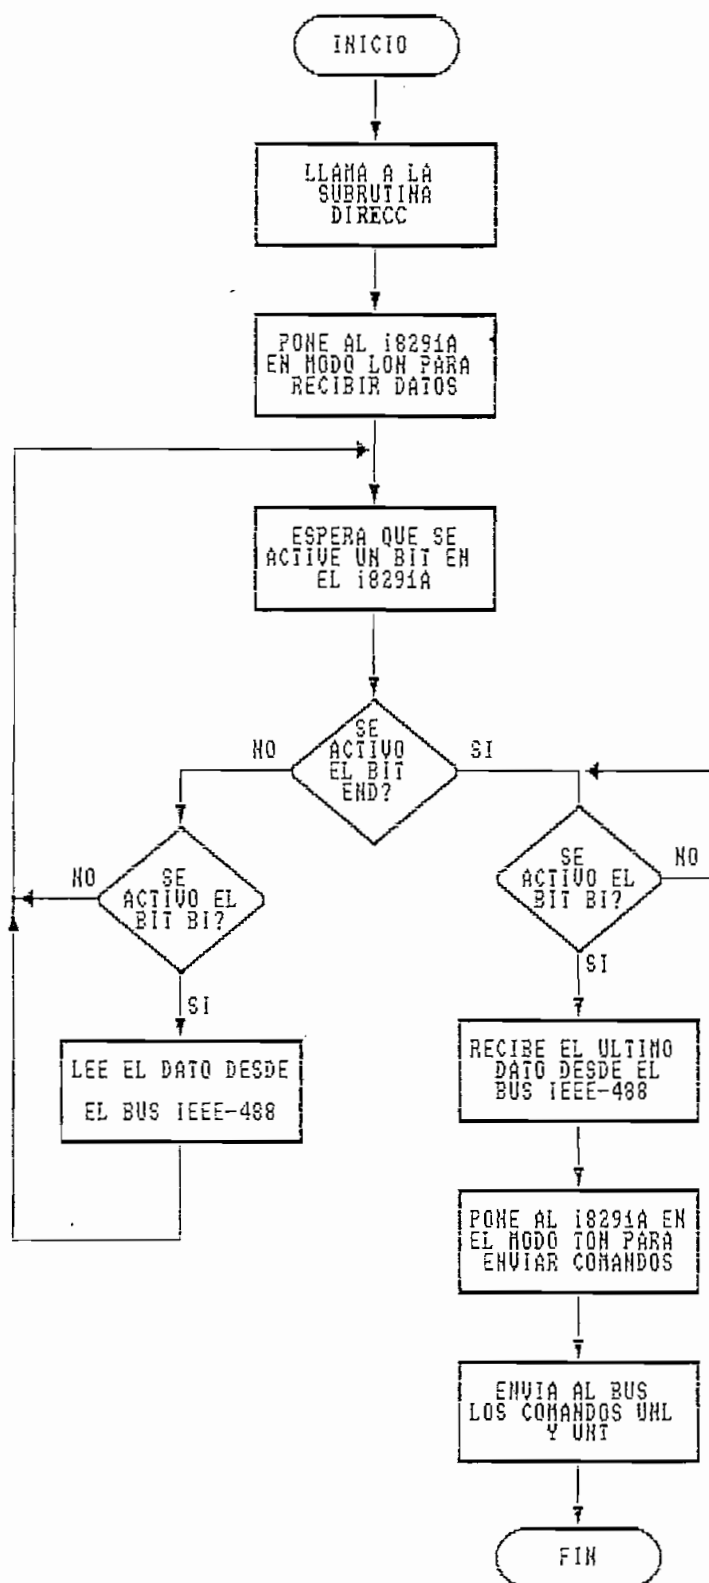 INICIO
LLAMA A LA
SUBRUTINA
DIRECC
PONE AL i8291A
EN MODO LON PARA
RECIBIR DATOS
ESPERA QUE SE
ACTIVE UN BIT EN
EL i8291A
SE
ACTIVO
EL BIT
END?
NO
SI
SE
ACTIVO EL
BIT BI?
NO
SI
LEE EL DATO DESDE
EL BUS IEEE-488
SE
ACTIVO EL
BIT BI?
NO
SI
RECIBE EL ULTIMO
DATO DESDE EL
BUS IEEE-488
PONE AL i8291A EN
EL MODO TON PARA
ENVIAR COMANDOS
ENVIA AL BUS
LOS COMANDOS UNL
Y UNT
FIN